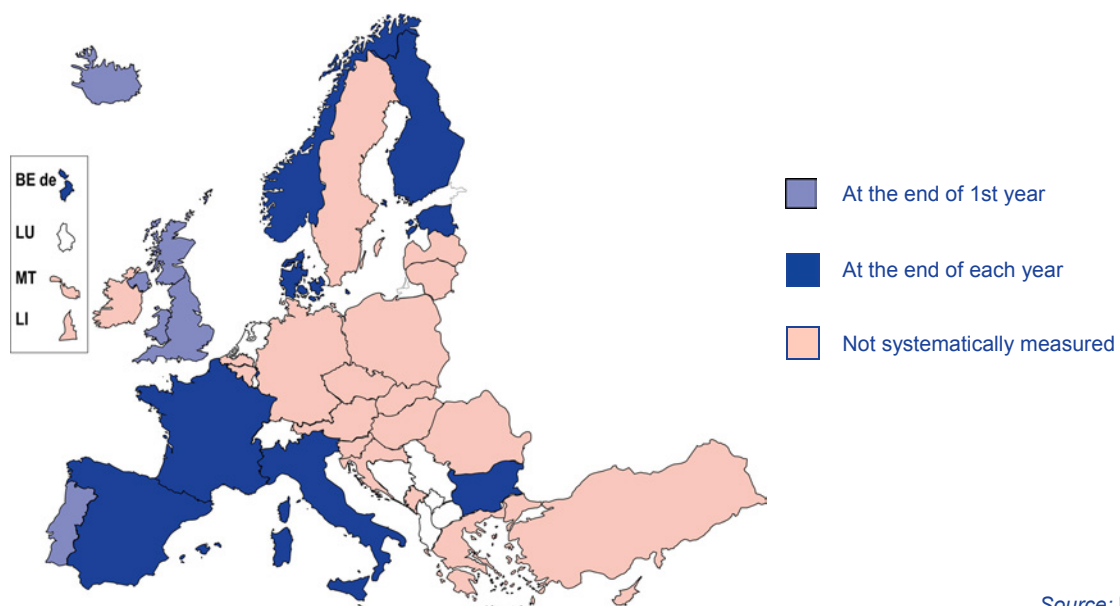 BE de
LU
MT
LI
At the end of 1st year
At the end of each year
Not systematically measured
Source: